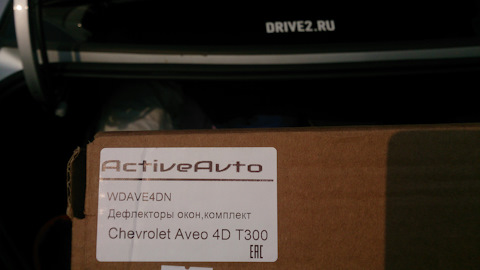 DRIVE2.RU
ActiveAvto
WDAVE4DN
Дефлекторы окон,комплект
Chevrolet Aveo 4D T300
EAC